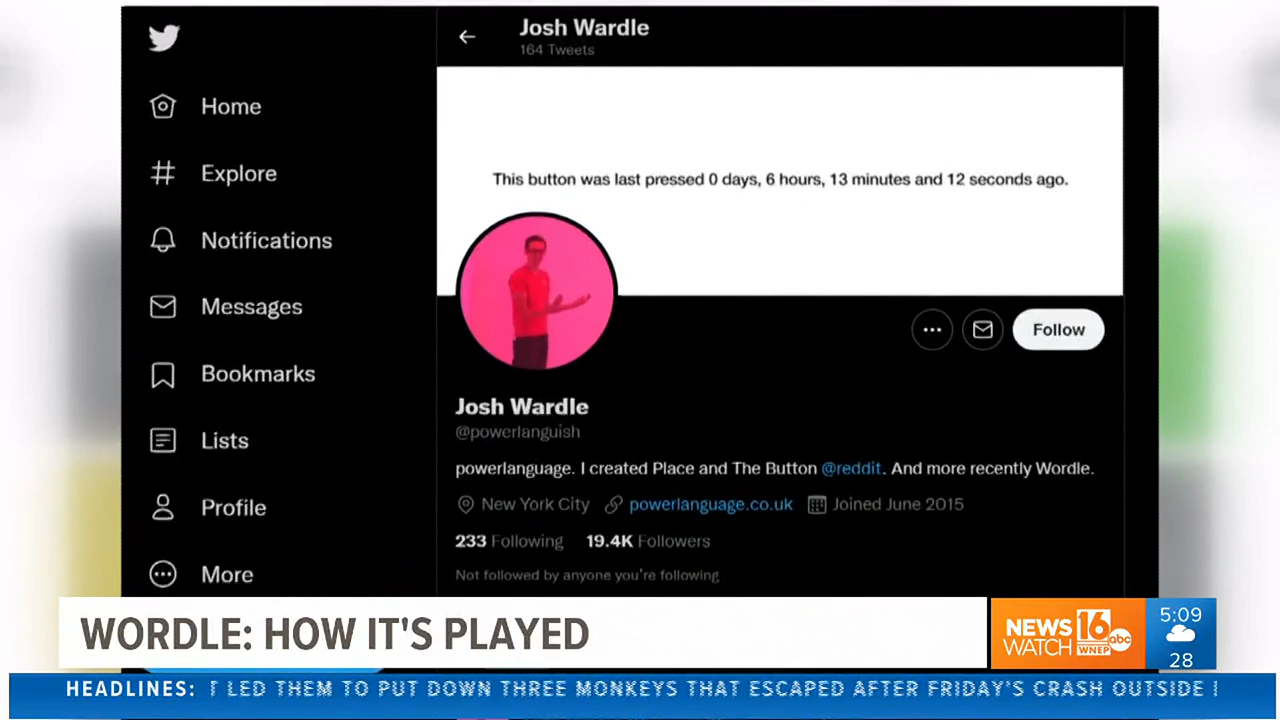 Josh Wardle
164 Tweets
Home
Explore
Notifications
Messages
Bookmarks
Lists
Profile
More
This button was last pressed 0 days, 6 hours, 13 minutes and 12 seconds ago.
Follow
Josh Wardle
@powerlanguish
powerlanguage. I created Place and The Button @reddit. And more recently Wordle.
New York City powerlanguage.co.uk Joined June 2015
233 Following 19.4K Followers
Not followed by anyone you're following
WORDLE: HOW IT'S PLAYED
NEWS WATCH 16 WNEP abc
5:09
28
HEADLINES: T LED THEM TO PUT DOWN THREE MONKEYS THAT ESCAPED AFTER FRIDAY'S CRASH OUTSIDE